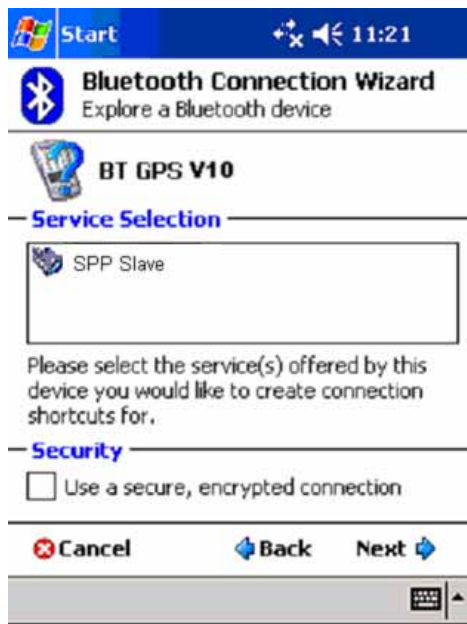 Start 11:21
Bluetooth Connection Wizard
Explore a Bluetooth device
BT GPS V10
Service Selection
SPP Slave
Please select the service(s) offered by this
device you would like to create connection
shortcuts for.
Security
Use a secure, encrypted connection
Cancel Back Next